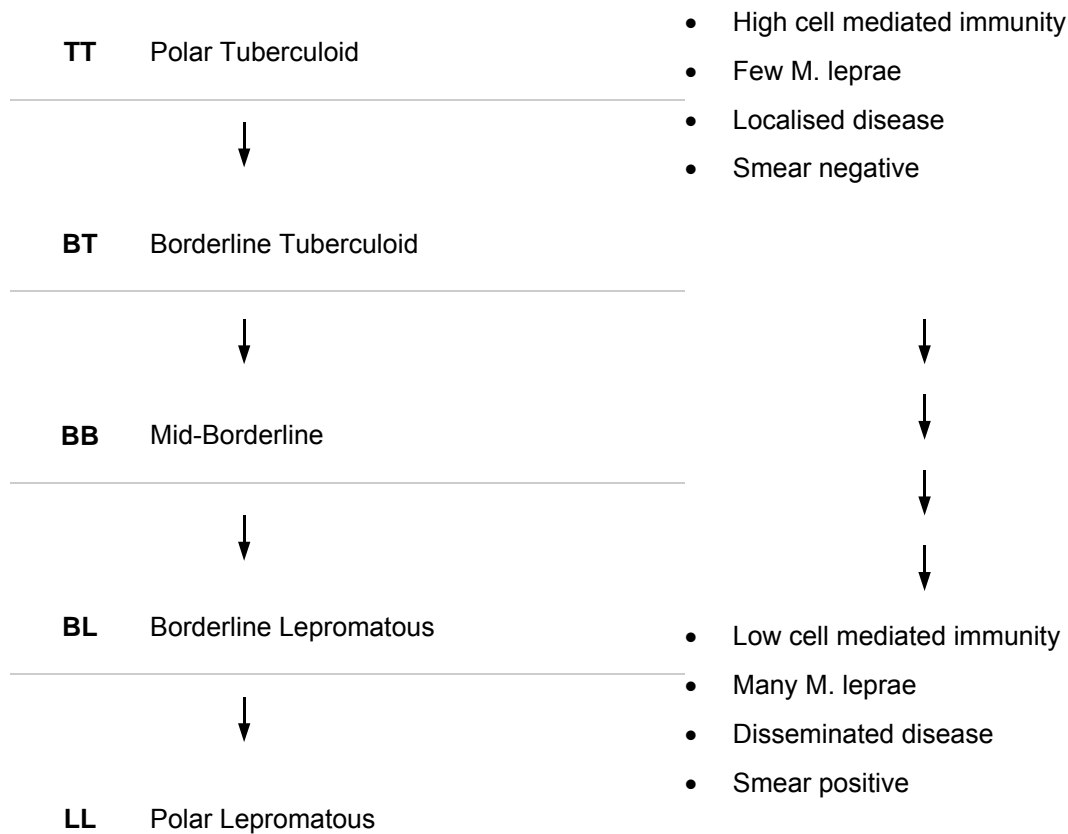 TT Polar Tuberculoid
• High cell mediated immunity
• Few M. leprae
• Localised disease
• Smear negative
BT Borderline Tuberculoid
BB Mid-Borderline
BL Borderline Lepromatous
• Low cell mediated immunity
• Many M. leprae
• Disseminated disease
• Smear positive
LL Polar Lepromatous